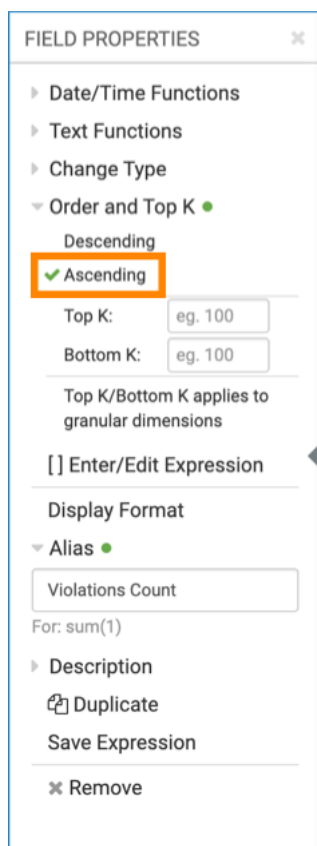 FIELD PROPERTIES
Date/Time Functions
Text Functions
Change Type
Order and Top K
Descending
Ascending
Top K: eg. 100
Bottom K: eg. 100
Top K/Bottom K applies to
granular dimensions
[ ] Enter/Edit Expression
Display Format
Alias
Violations Count
For: sum(1)
Description
Duplicate
Save Expression
Remove